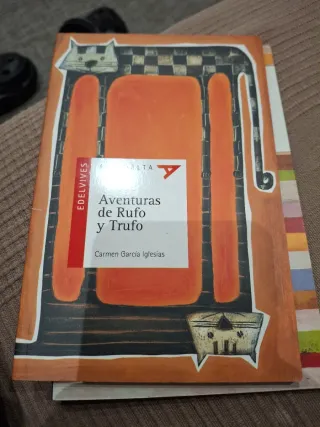 EDELVIVES
Aventuras
de Rufo
y Trufo
Carmen García Iglesias